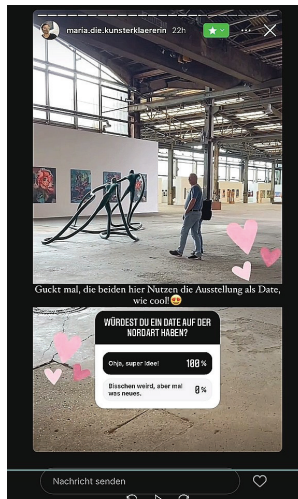 maria.die.kunsterklaererin 22h
Guckt mal, die beiden hier Nutzen die Ausstellung als Date,
wie cool!😍
WÜRDEST DU EIN DATE AUF DER
NORDART HABEN?
Ohja, super Idee! 100 %
Bisschen weird, aber mal
was neues. 0 %
Nachricht senden